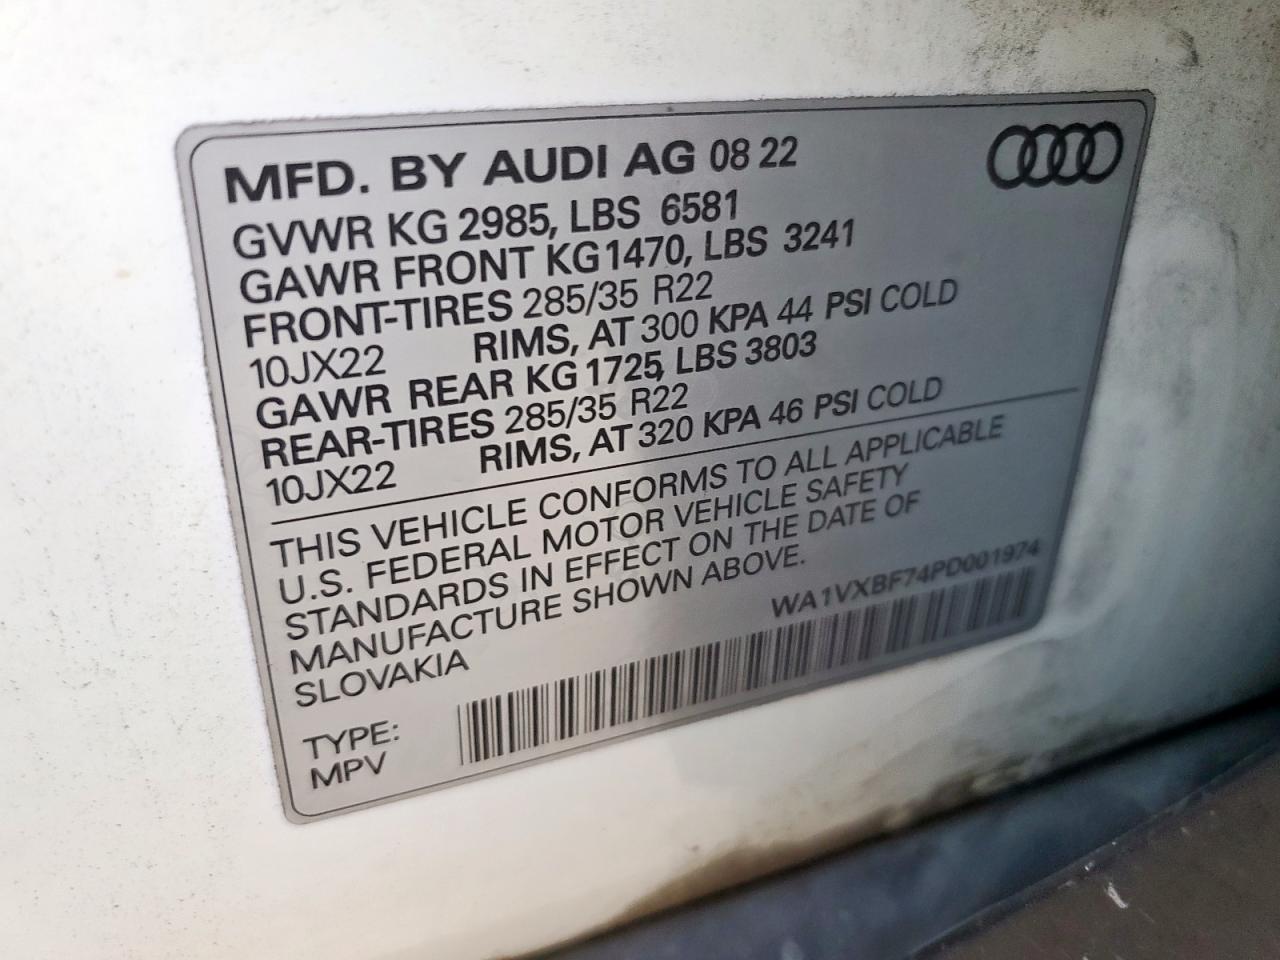 MFD. BY AUDI AG 08 22
GVWR KG 2985, LBS 6581
GAWR FRONT KG 1470, LBS 3241
FRONT-TIRES 285/35 R22
10JX22 RIMS, AT 300 KPA 44 PSI COLD
GAWR REAR KG 1725, LBS 3803
REAR-TIRES 285/35 R22
10JX22 RIMS, AT 320 KPA 46 PSI COLD
THIS VEHICLE CONFORMS TO ALL APPLICABLE
U.S. FEDERAL MOTOR VEHICLE SAFETY
STANDARDS IN EFFECT ON THE DATE OF
MANUFACTURE SHOWN ABOVE.
SLOVAKIA
WA1VXBF74PD001974
TYPE:
MPV